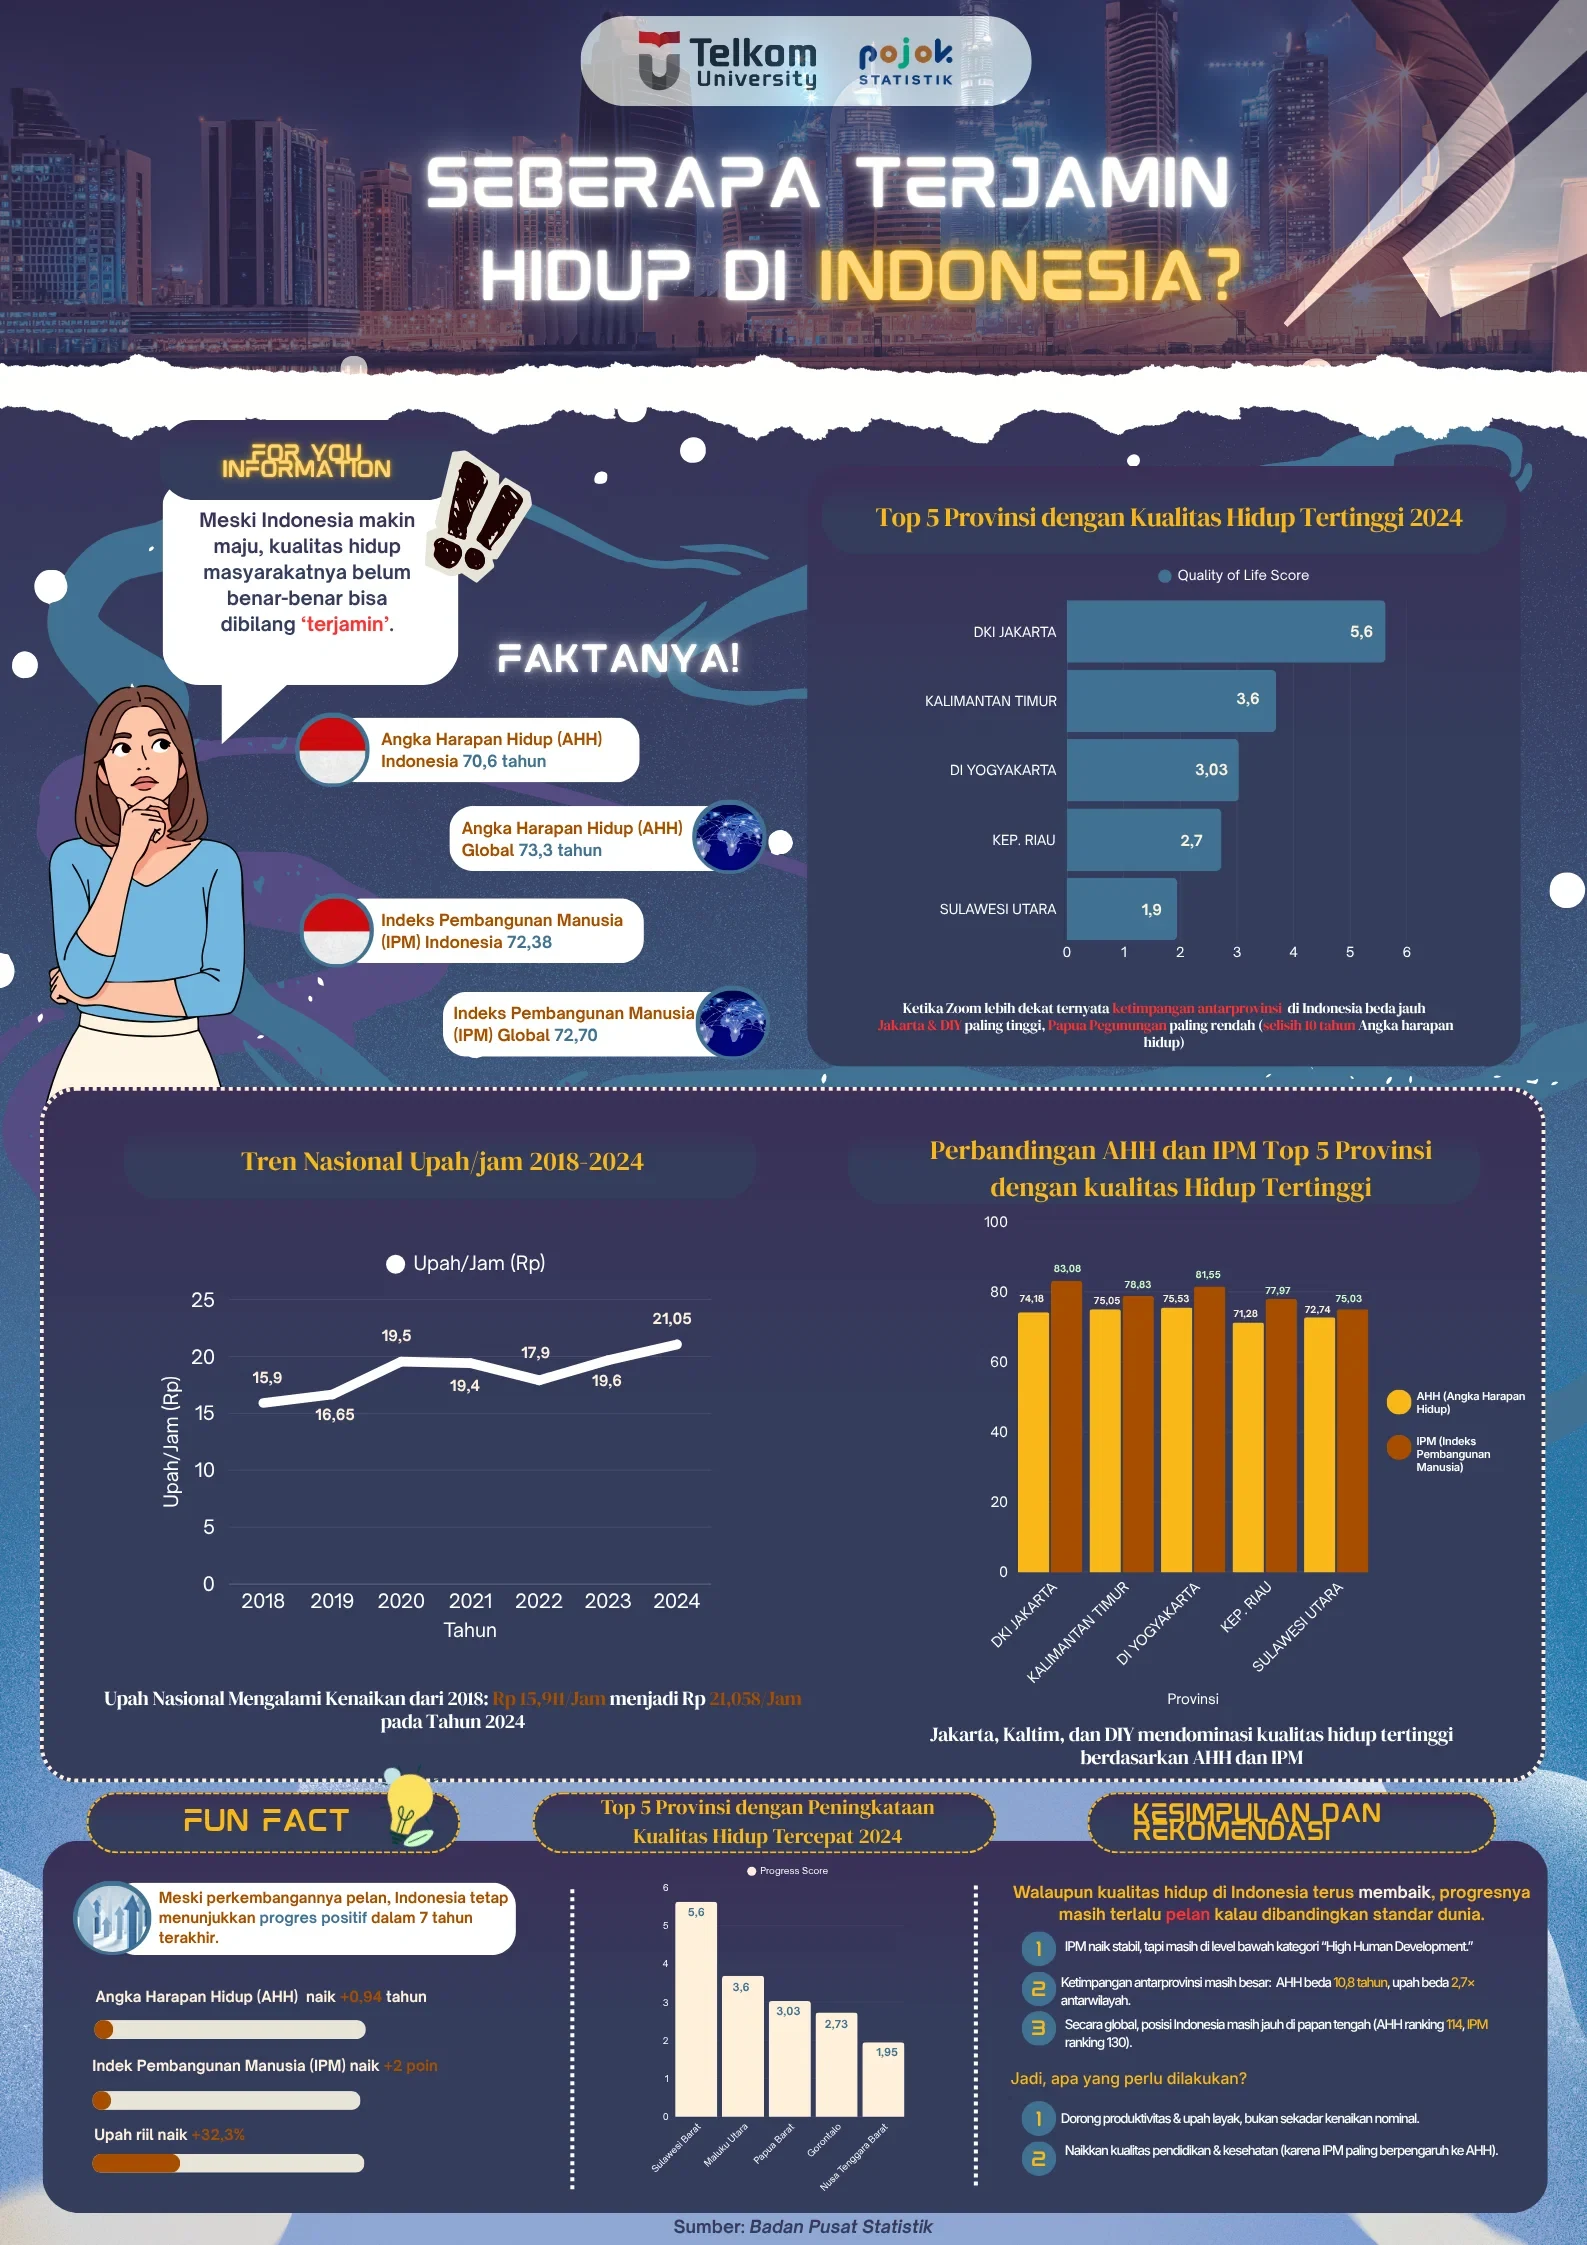 Telkom
University
pojok
STATISTIK
SEBERAPA TERJAMIN
HIDUP DI INDONESIA?
FOR YOU
INFORMATION
Meski Indonesia makin
maju, kualitas hidup
masyarakatnya belum
benar-benar bisa
dibilang ‘terjamin’.
FAKTANYA!
Angka Harapan Hidup (AHH)
Indonesia 70,6 tahun
Angka Harapan Hidup (AHH)
Global 73,3 tahun
Indeks Pembangunan Manusia
(IPM) Indonesia 72,38
Indeks Pembangunan Manusia
(IPM) Global 72,70
Top 5 Provinsi dengan Kualitas Hidup Tertinggi 2024
Quality of Life Score
DKI JAKARTA
5,6
KALIMANTAN TIMUR
3,6
DI YOGYAKARTA
3,03
KEP. RIAU
2,7
SULAWESI UTARA
1,9
0 1 2 3 4 5 6
Ketika Zoom lebih dekat ternyata ketimpangan antarprovinsi di Indonesia beda jauh
Jakarta & DIY paling tinggi, Papua Pegunungan paling rendah (selisih 10 tahun Angka harapan
hidup)
Tren Nasional Upah/jam 2018-2024
Upah/Jam (Rp)
25
20
15
10
5
0
Upah/Jam (Rp)
15,9
16,65
19,5
19,4
17,9
19,6
21,05
2018 2019 2020 2021 2022 2023 2024
Tahun
Upah Nasional Mengalami Kenaikan dari 2018: Rp 15,911/Jam menjadi Rp 21,058/Jam
pada Tahun 2024
Perbandingan AHH dan IPM Top 5 Provinsi
dengan kualitas Hidup Tertinggi
100
80
60
40
20
0
74,18
83,08
75,05
78,83
75,53
81,55
71,28
77,97
72,74
75,03
AHH (Angka Harapan
Hidup)
IPM (Indeks
Pembangunan
Manusia)
DKI JAKARTA
KALIMANTAN TIMUR
DI YOGYAKARTA
KEP. RIAU
SULAWESI UTARA
Provinsi
Jakarta, Kaltim, dan DIY mendominasi kualitas hidup tertinggi
berdasarkan AHH dan IPM
FUN FACT
Meski perkembangannya pelan, Indonesia tetap
menunjukkan progres positif dalam 7 tahun
terakhir.
Angka Harapan Hidup (AHH) naik +0,94 tahun
Indek Pembangunan Manusia (IPM) naik +2 poin
Upah riil naik +32,3%
Top 5 Provinsi dengan Peningkataan
Kualitas Hidup Tercepat 2024
Progress Score
6
5
4
3
2
1
0
5,6
3,6
3,03
2,73
1,95
Sulawesi Barat
Maluku Utara
Papua Barat
Gorontalo
Nusa Tenggara Barat
KESIMPULAN DAN
REKOMENDASI
Walaupun kualitas hidup di Indonesia terus membaik, progresnya
masih terlalu pelan kalau dibandingkan standar dunia.
1 IPM naik stabil, tapi masih di level bawah kategori “High Human Development.”
2 Ketimpangan antarprovinsi masih besar: AHH beda 10,8 tahun, upah beda 2,7×
antarwilayah.
3 Secara global, posisi Indonesia masih jauh di papan tengah (AHH ranking 114, IPM
ranking 130).
Jadi, apa yang perlu dilakukan?
1 Dorong produktivitas & upah layak, bukan sekadar kenaikan nominal.
2 Naikkan kualitas pendidikan & kesehatan (karena IPM paling berpengaruh ke AHH).
Sumber: Badan Pusat Statistik